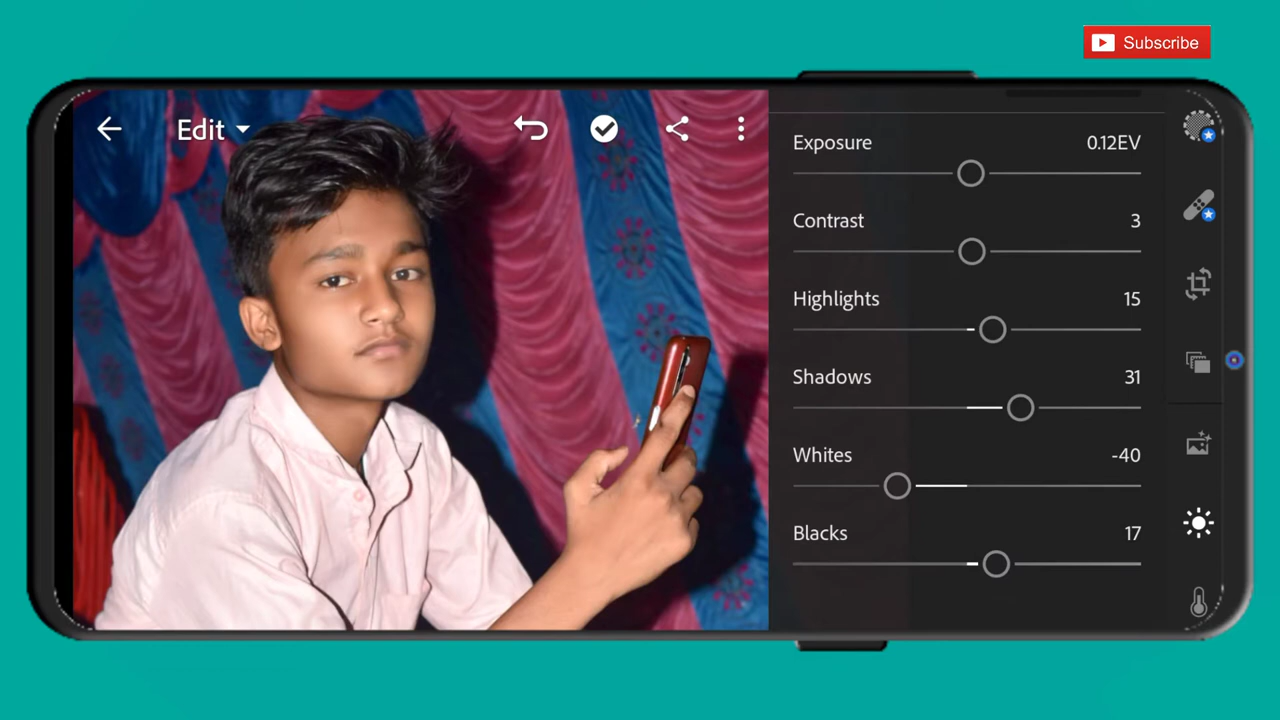 Subscribe
Edit
Exposure 0.12EV
Contrast 3
Highlights 15
Shadows 31
Whites -40
Blacks 17